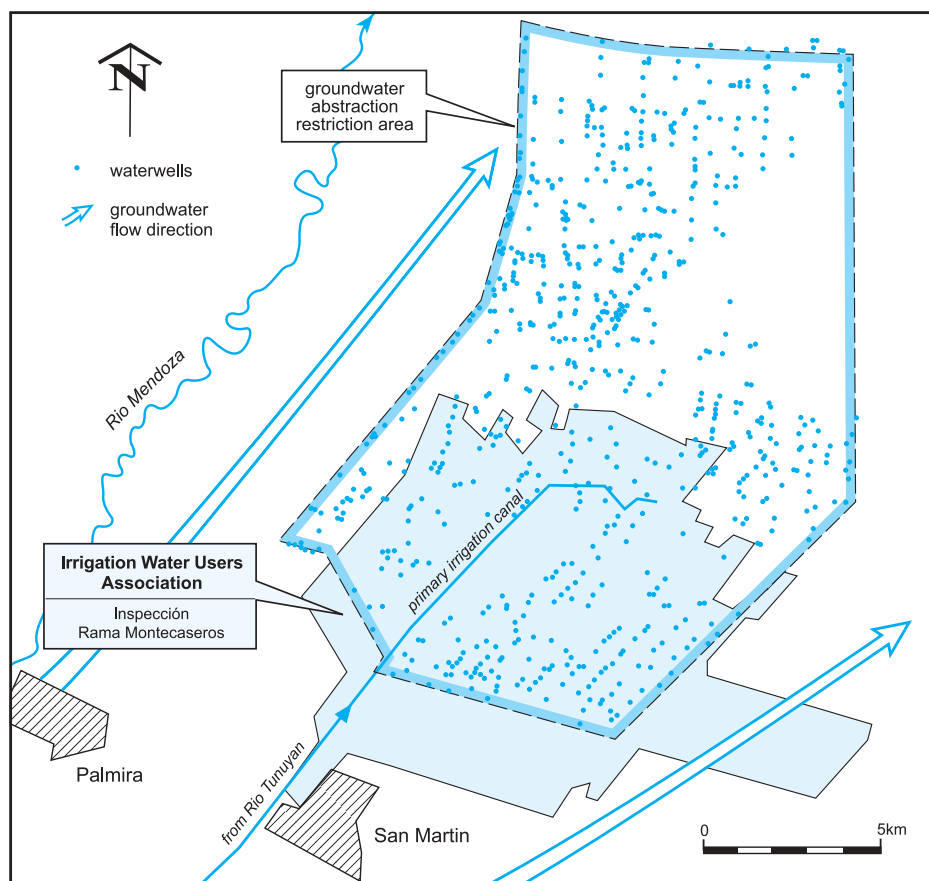 N
waterwells
groundwater
flow direction
groundwater
abstraction
restriction area
Rio Mendoza
Irrigation Water Users
Association
Inspección
Rama Montecaseros
primary irrigation canal
from Rio Tunuyan
Palmira
San Martin
0
5km